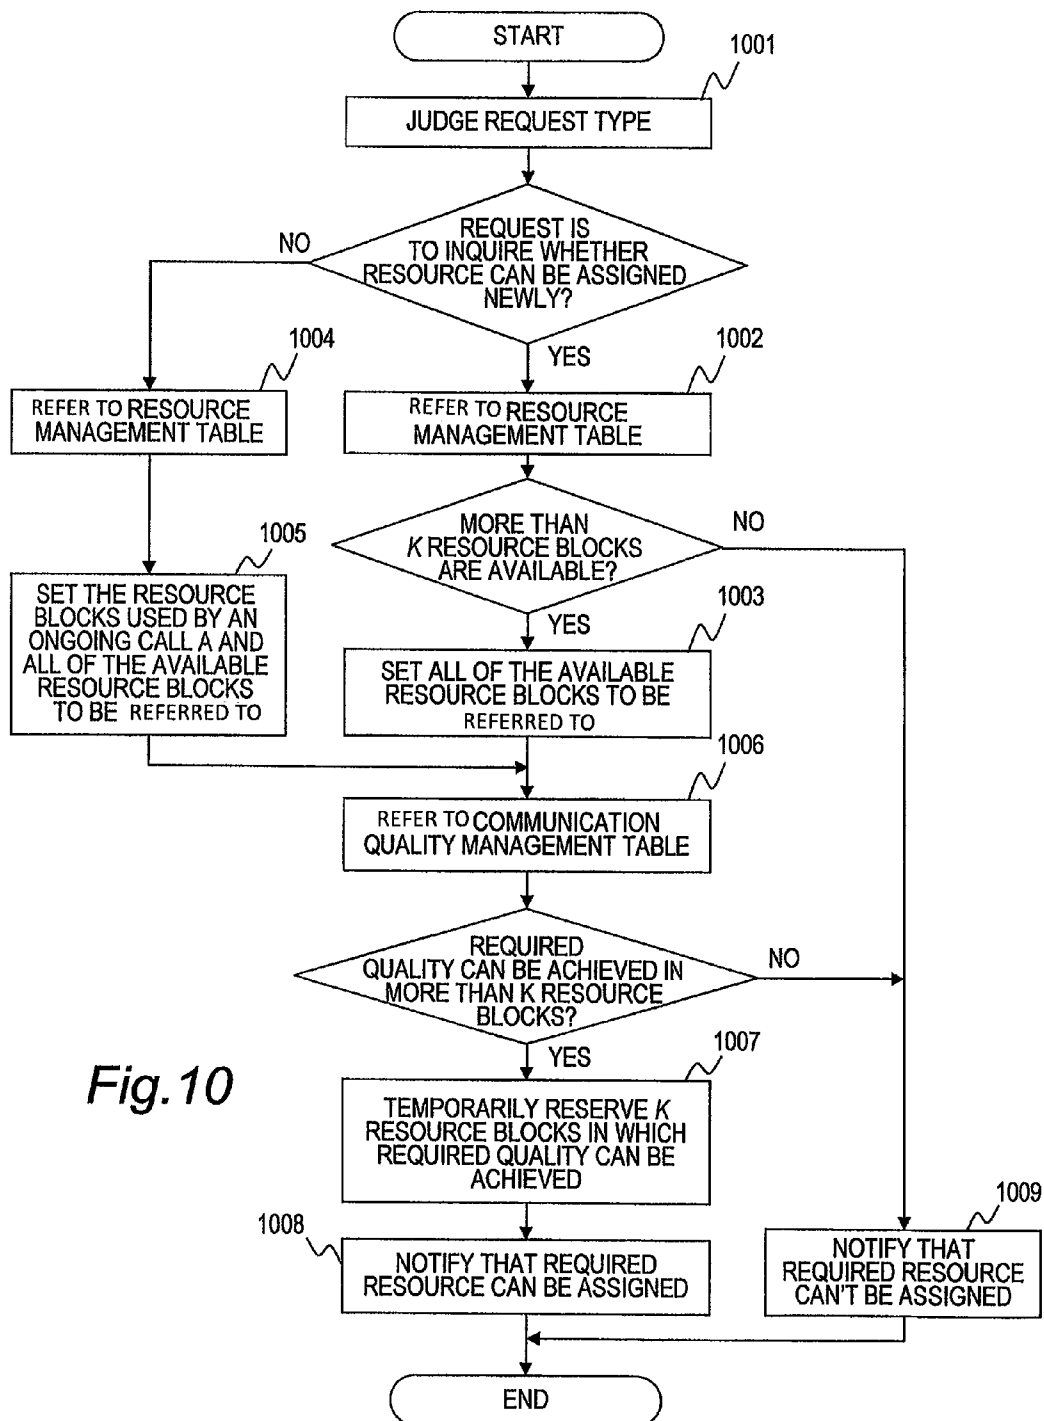 START
1001
JUDGE REQUEST TYPE
REQUEST IS
TO INQUIRE WHETHER
RESOURCE CAN BE ASSIGNED
NEWLY?
NO
YES
1004
REFER TO RESOURCE
MANAGEMENT TABLE
1002
REFER TO RESOURCE
MANAGEMENT TABLE
MORE THAN
K RESOURCE BLOCKS
ARE AVAILABLE?
NO
YES
1005
SET THE RESOURCE
BLOCKS USED BY AN
ONGOING CALL A AND
ALL OF THE AVAILABLE
RESOURCE BLOCKS
TO BE REFERRED TO
1003
SET ALL OF THE AVAILABLE
RESOURCE BLOCKS TO BE
REFERRED TO
1006
REFER TO COMMUNICATION
QUALITY MANAGEMENT TABLE
REQUIRED
QUALITY CAN BE ACHIEVED IN
MORE THAN K RESOURCE
BLOCKS?
NO
YES
1007
Fig.10
TEMPORARILY RESERVE K
RESOURCE BLOCKS IN WHICH
REQUIRED QUALITY CAN BE
ACHIEVED
1008
NOTIFY THAT REQUIRED
RESOURCE CAN BE ASSIGNED
1009
NOTIFY THAT
REQUIRED RESOURCE
CAN'T BE ASSIGNED
END